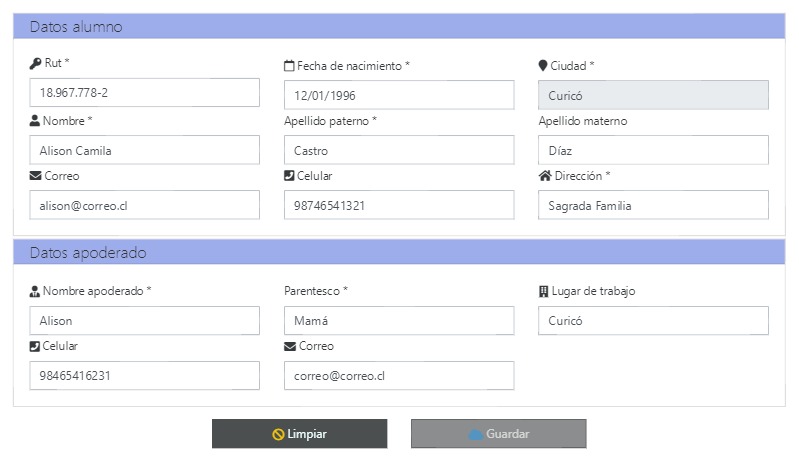 Datos alumno
Rut * Fecha de nacimiento * Ciudad *
18.967.778-2 12/01/1996 Curicó
Nombre * Apellido paterno * Apellido materno
Alison Camila Castro Díaz
Correo Celular Dirección *
alison@correo.cl 98746541321 Sagrada Familia
Datos apoderado
Nombre apoderado * Parentesco * Lugar de trabajo
Alison Mamá Curicó
Celular Correo
98465416231 correo@correo.cl
Limpiar Guardar